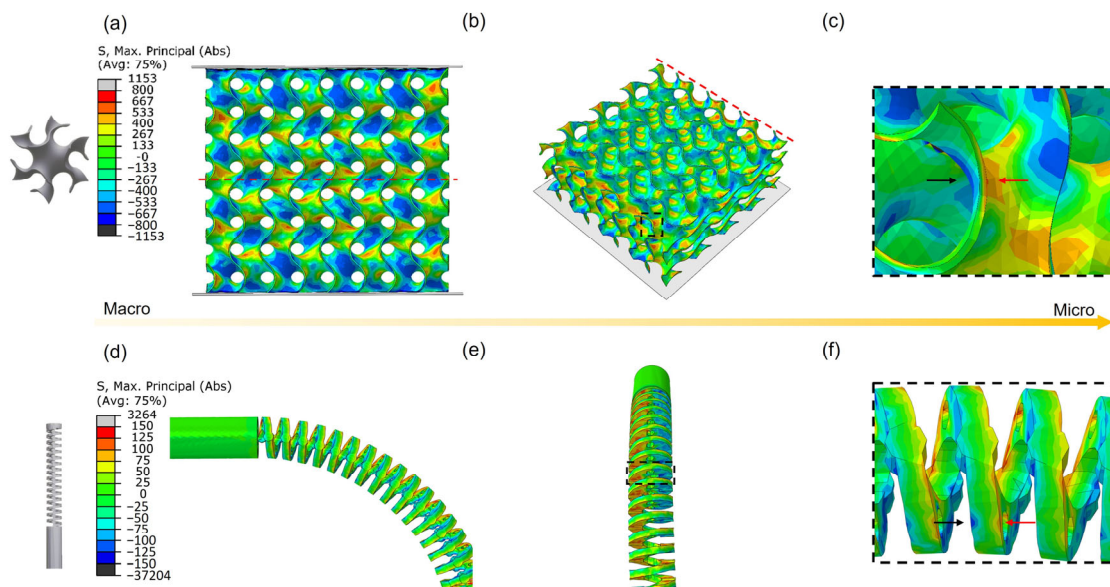 (a)
(b)
(c)
S, Max. Principal (Abs)
(Avg: 75%)
1153
800
667
533
400
267
133
-0
−133
−267
−400
−533
−667
−800
−1153
Macro
Micro
(d)
(e)
(f)
S, Max. Principal (Abs)
(Avg: 75%)
3264
150
125
100
75
50
25
0
−25
−50
−75
−100
−125
−150
−37204